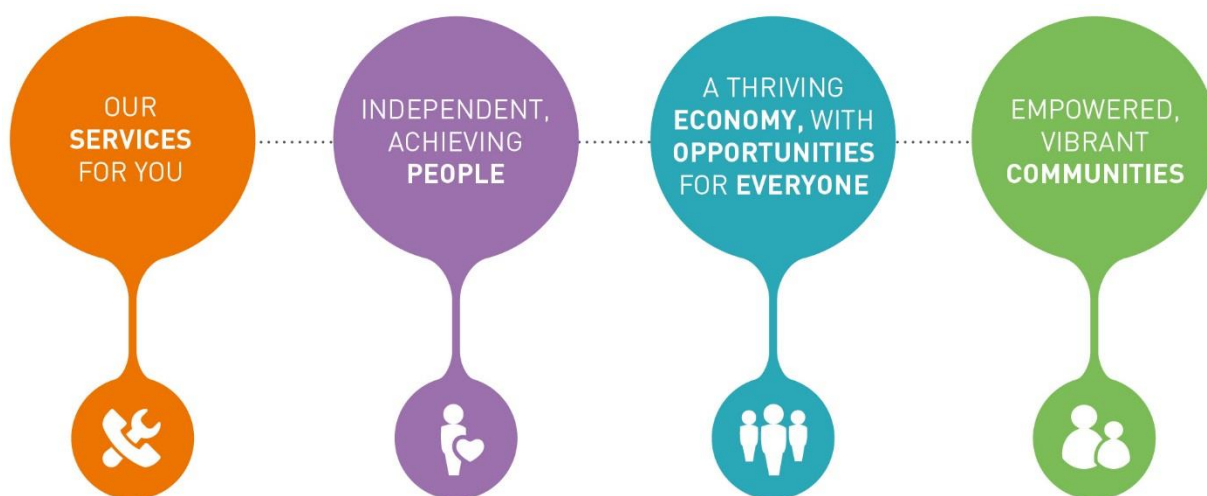 OUR
SERVICES
FOR YOU
INDEPENDENT,
ACHIEVING
PEOPLE
A THRIVING
ECONOMY, WITH
OPPORTUNITIES
FOR EVERYONE
EMPOWERED,
VIBRANT
COMMUNITIES